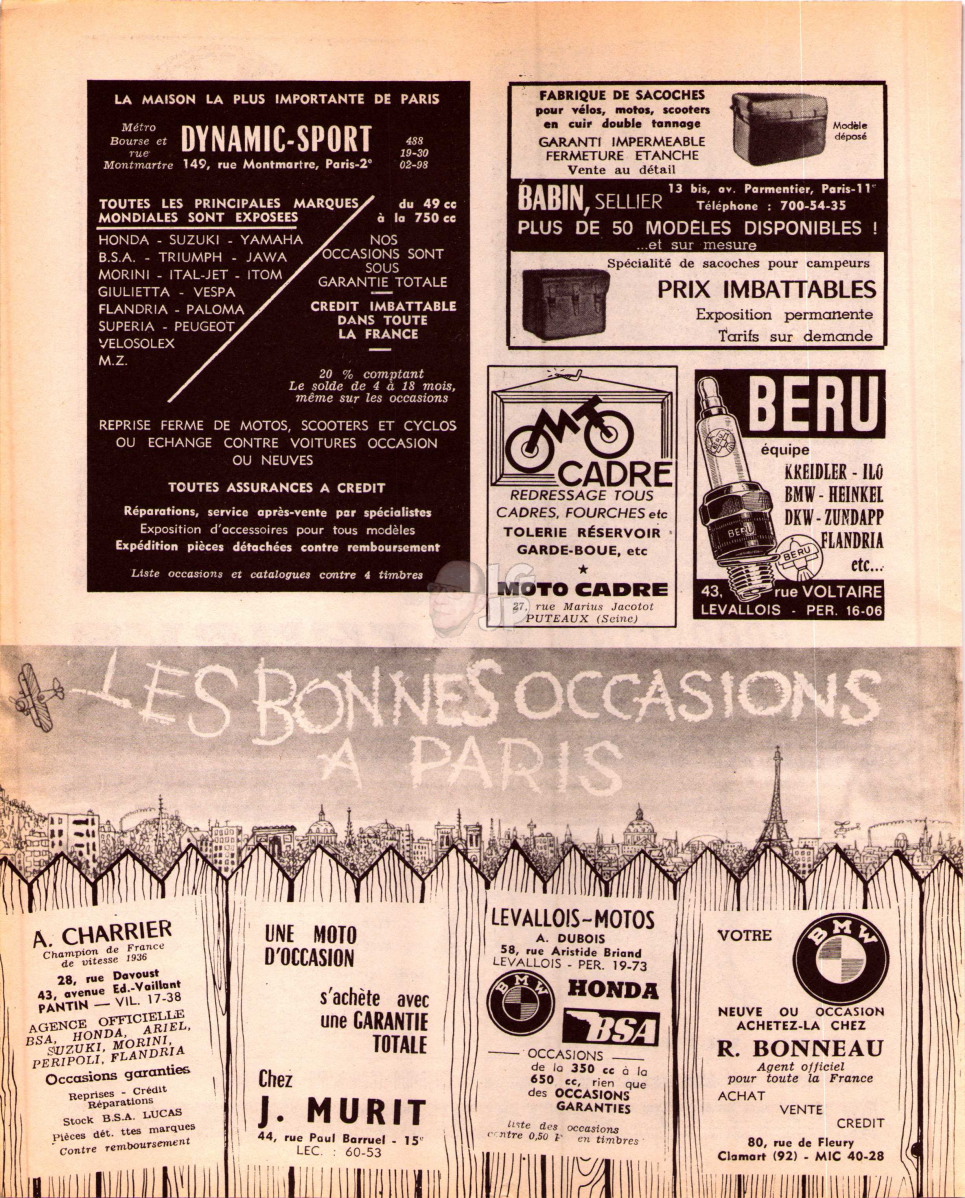 LA MAISON LA PLUS IMPORTANTE DE PARIS
Métro
Bourse et
rue
Montmartre
DYNAMIC-SPORT
149, rue Montmartre, Paris-2e
488
19-30
02-98
TOUTES LES PRINCIPALES MARQUES
MONDIALES SONT EXPOSEES
du 49 cc
à la 750 cc
HONDA - SUZUKI - YAMAHA
B.S.A. - TRIUMPH - JAWA
MORINI - ITAL-JET - ITOM
GIULIETTA - VESPA
FLANDRIA - PALOMA
SUPERIA - PEUGEOT
VELOSOLEX
M.Z.
NOS
OCCASIONS SONT
SOUS
GARANTIE TOTALE
CREDIT IMBATTABLE
DANS TOUTE
LA FRANCE
20 % comptant
Le solde de 4 à 18 mois,
même sur les occasions
REPRISE FERME DE MOTOS, SCOOTERS ET CYCLOS
OU ECHANGE CONTRE VOITURES OCCASION
OU NEUVES
TOUTES ASSURANCES A CREDIT
Réparations, service après-vente par spécialistes
Exposition d'accessoires pour tous modèles
Expédition pièces détachées contre remboursement
Liste occasions et catalogues contre 4 timbres
FABRIQUE DE SACOCHES
pour vélos, motos, scooters
en cuir double tannage
GARANTI IMPERMEABLE
FERMETURE ETANCHE
Vente au détail
Modèle
déposé
BABIN, SELLIER
13 bis, av. Parmentier, Paris-11e
Téléphone : 700-54-35
PLUS DE 50 MODÈLES DISPONIBLES !
...et sur mesure
Spécialité de sacoches pour campeurs
PRIX IMBATTABLES
Exposition permanente
Tarifs sur demande
MOTO
CADRE
REDRESSAGE TOUS
CADRES, FOURCHES etc
TOLERIE RÉSERVOIR
GARDE-BOUE, etc
★
MOTO CADRE
27, rue Marius Jacotot
PUTEAUX (Seine)
BERU
équipe
KREIDLER - ILO
BMW - HEINKEL
DKW - ZUNDAPP
FLANDRIA
etc...
BERU
BERU
43, rue VOLTAIRE
LEVALLOIS - PER. 16-06
LES BONNES OCCASIONS
A PARIS
A. CHARRIER
Champion de France
de vitesse 1936
28, rue Davoust
43, avenue Ed.-Vaillant
PANTIN — VIL. 17-38
AGENCE OFFICIELLE
BSA, HONDA, ARIEL,
SUZUKI, MORINI,
PERIPOLI, FLANDRIA
Occasions garanties
Reprises - Crédit
Réparations
Stock B.S.A. LUCAS
Pièces dét. ttes marques
Contre remboursement
UNE MOTO
D'OCCASION
s'achète avec
une GARANTIE
TOTALE
Chez
J. MURIT
44, rue Paul Barruel - 15e
LEC. : 60-53
LEVALLOIS-MOTOS
A. DUBOIS
58, rue Aristide Briand
LEVALLOIS - PER. 19-73
BMW
HONDA
BSA
OCCASIONS
de la 350 cc à la
650 cc, rien que
des OCCASIONS
GARANTIES
liste des occasions
contre 0,50 F en timbres
VOTRE
BMW
NEUVE OU OCCASION
ACHETEZ-LA CHEZ
R. BONNEAU
Agent officiel
pour toute la France
ACHAT
VENTE
CREDIT
80, rue de Fleury
Clamart (92) - MIC 40-28